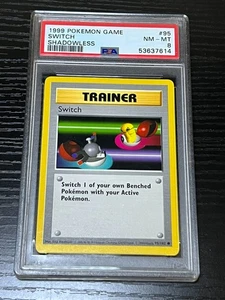 1999 POKEMON GAME #95
SWITCH NM-MT
SHADOWLESS 8
PSA 53637614
TRAINER
Switch
Switch 1 of your own Benched
Pokémon with your Active
Pokémon.